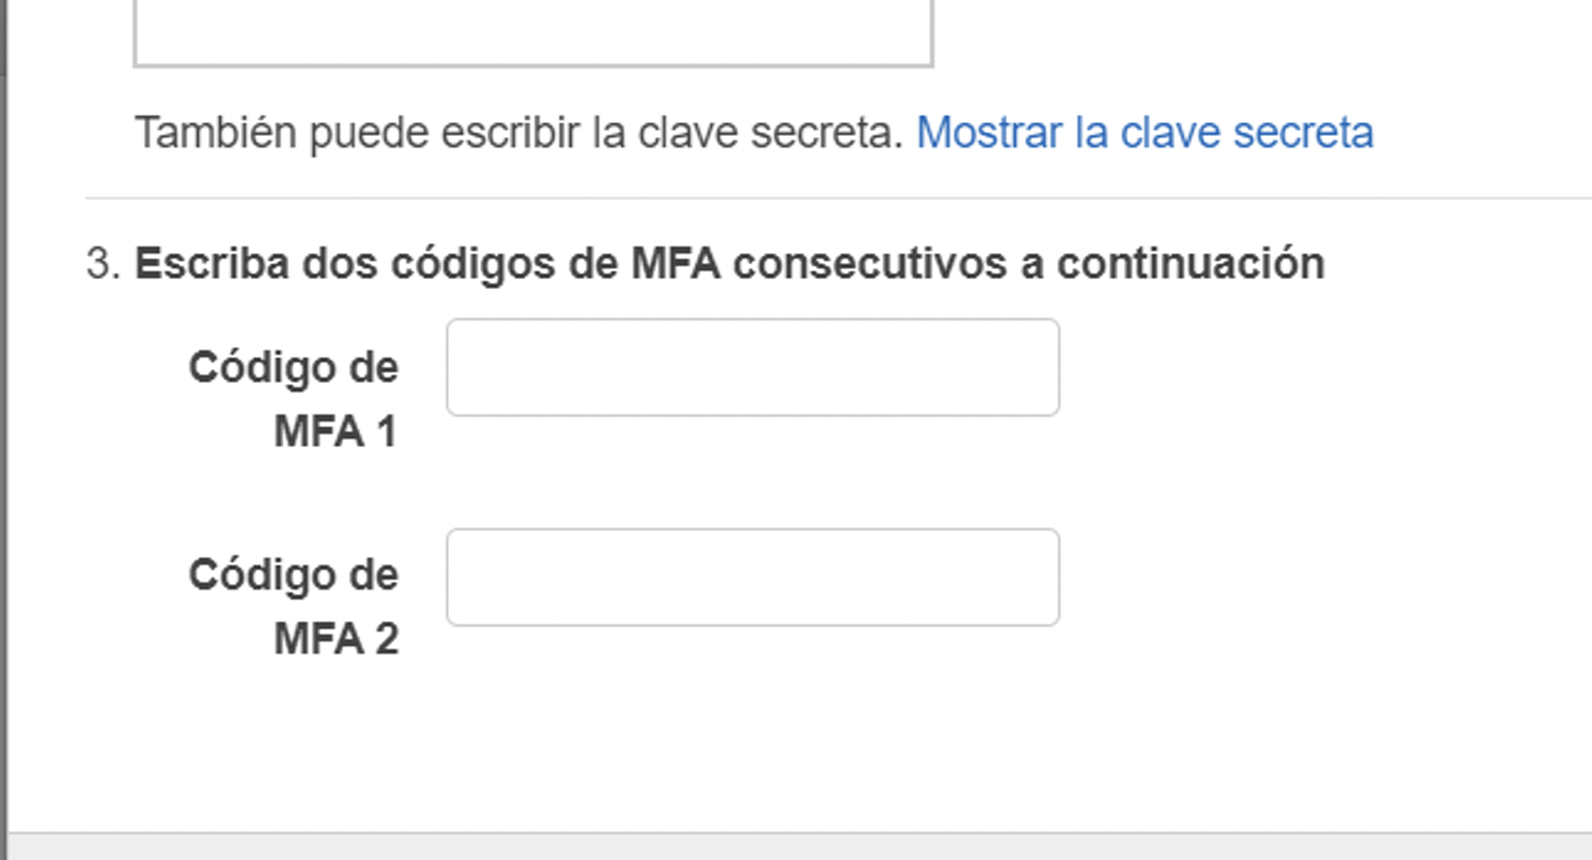 También puede escribir la clave secreta. Mostrar la clave secreta
3. Escriba dos códigos de MFA consecutivos a continuación
Código de
MFA 1
Código de
MFA 2